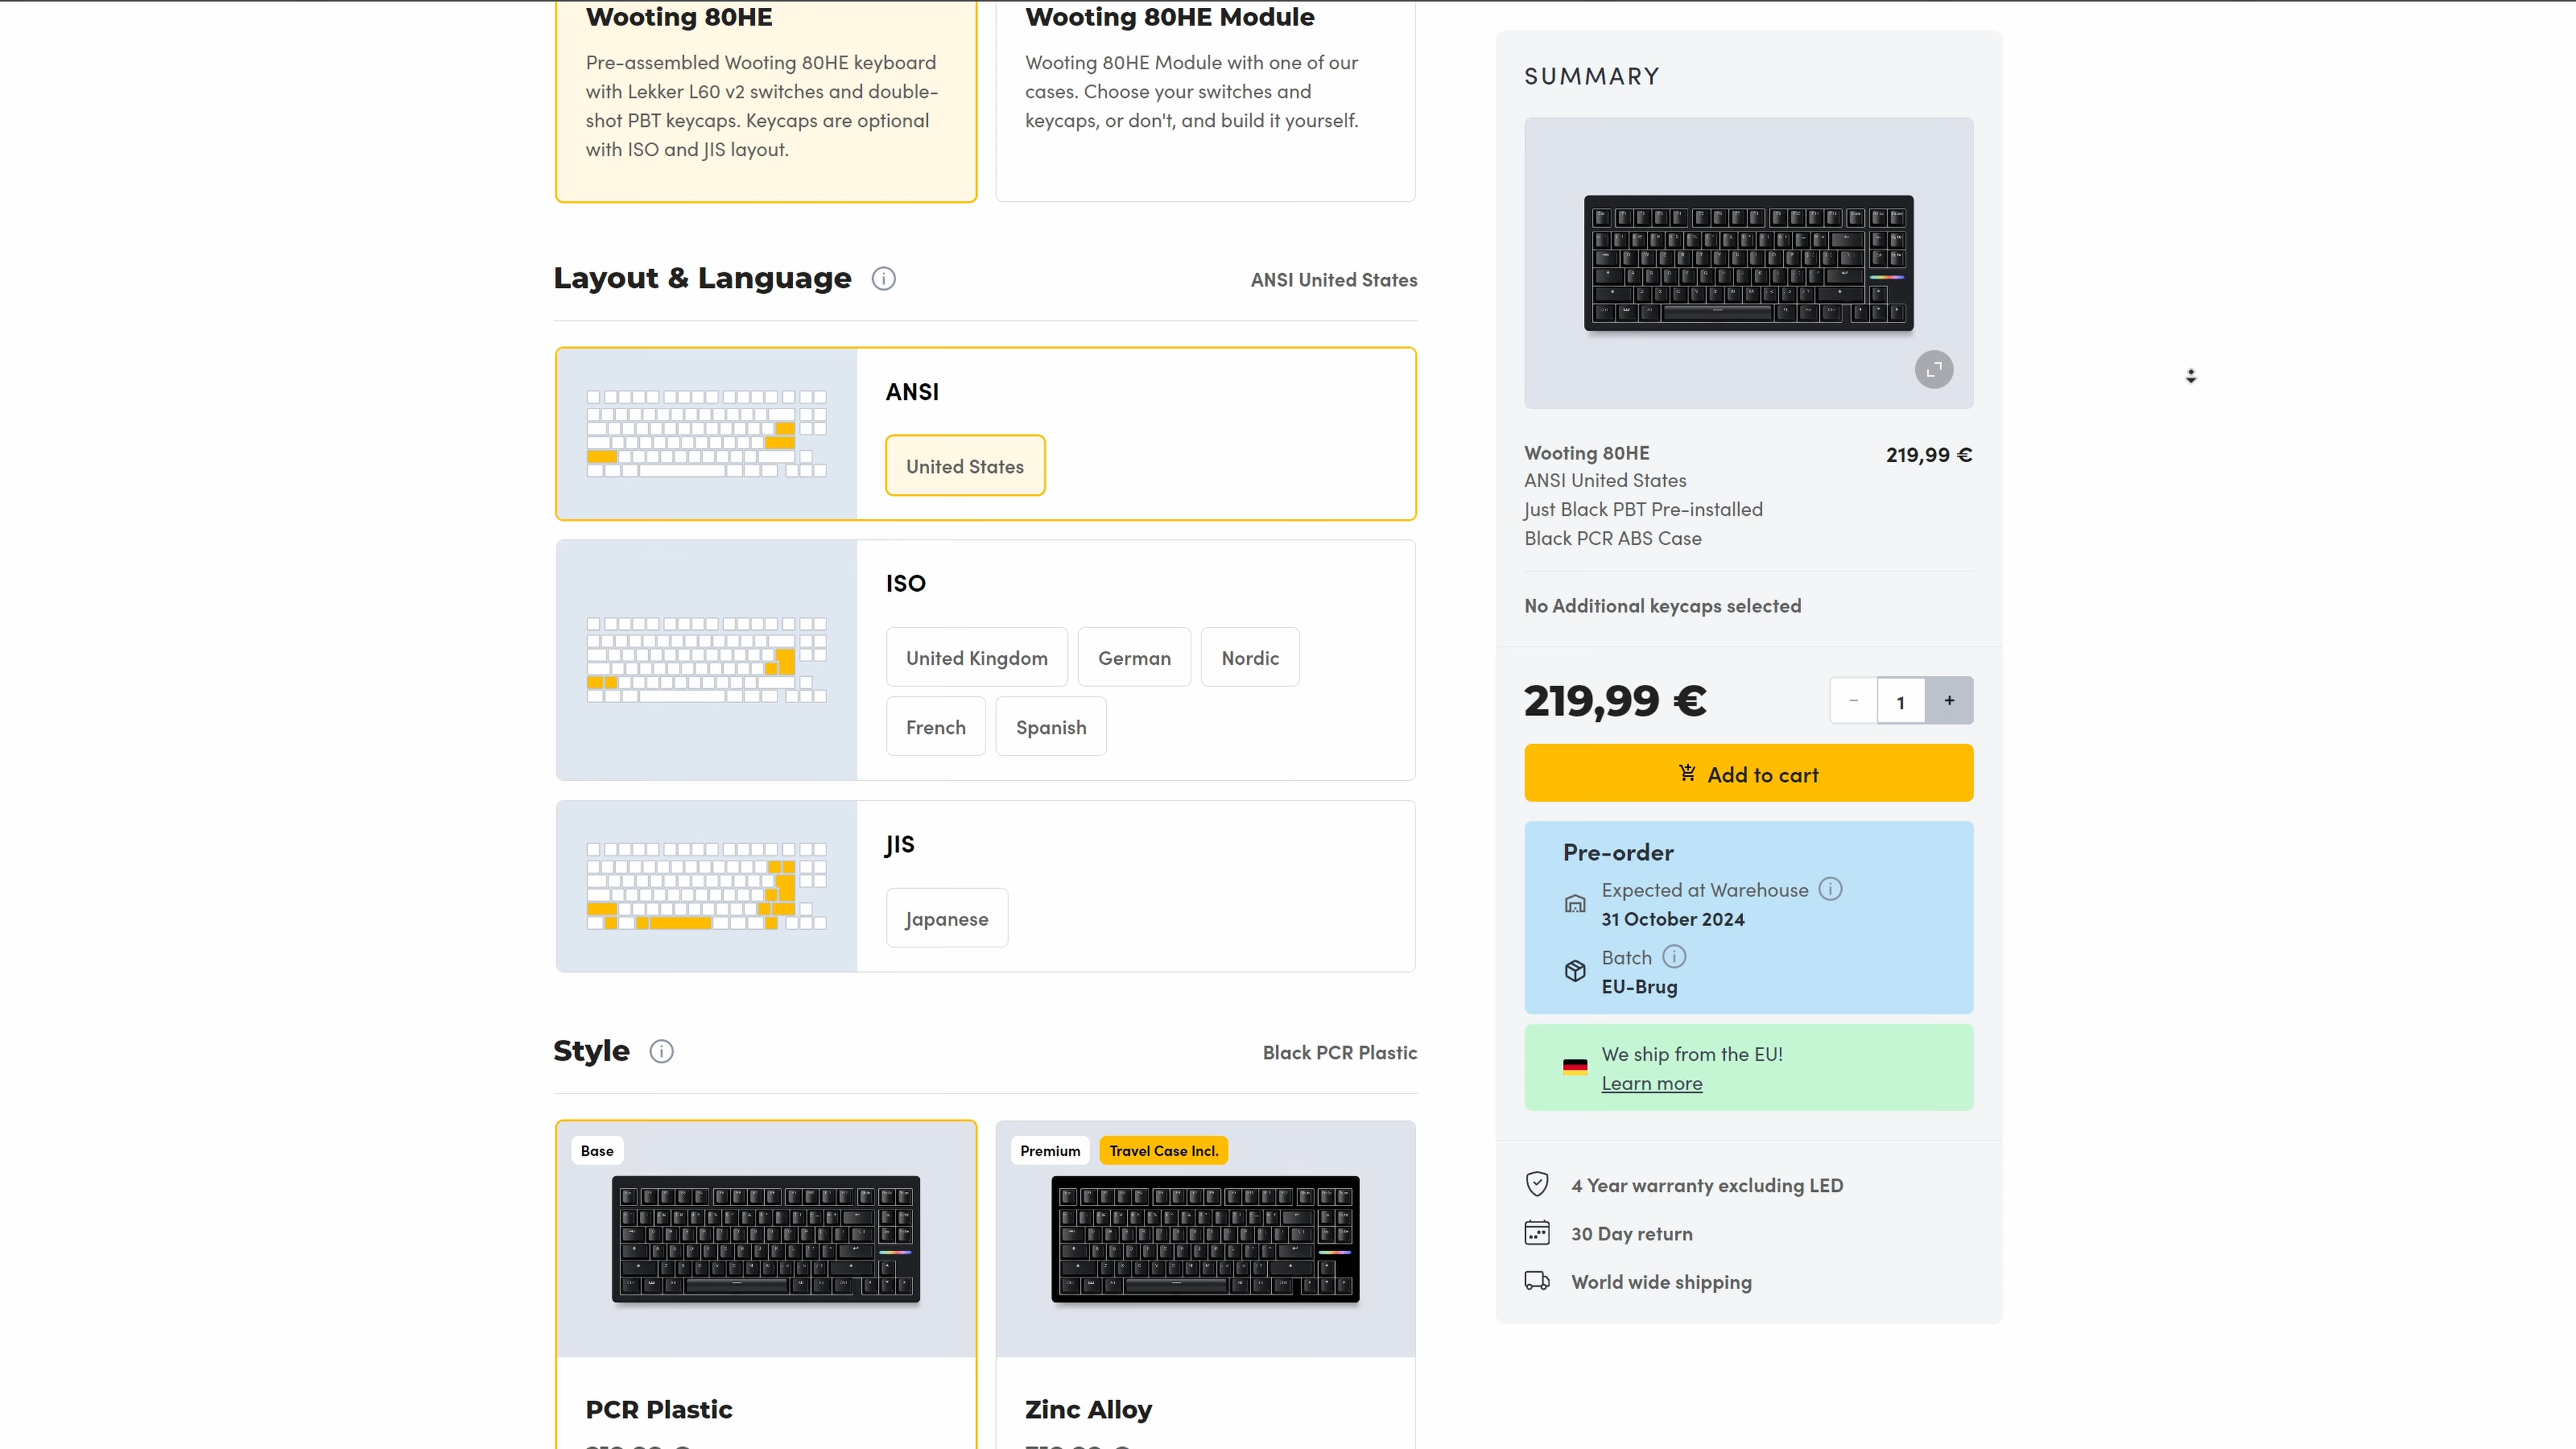 Wooting 80HE
Pre-assembled Wooting 80HE keyboard
with Lekker L60 v2 switches and double-
shot PBT keycaps. Keycaps are optional
with ISO and JIS layout.
Wooting 80HE Module
Wooting 80HE Module with one of our
cases. Choose your switches and
keycaps, or don't, and build it yourself.
Layout & Language
ANSI United States
ANSI
United States
ISO
United Kingdom
German
Nordic
French
Spanish
JIS
Japanese
Style
Black PCR Plastic
Base
PCR Plastic
Premium
Travel Case Incl.
Zinc Alloy
SUMMARY
Wooting 80HE
219,99 €
ANSI United States
Just Black PBT Pre-installed
Black PCR ABS Case
No Additional keycaps selected
219,99 €
−
1
+
Add to cart
Pre-order
Expected at Warehouse
31 October 2024
Batch
EU-Brug
We ship from the EU!
Learn more
4 Year warranty excluding LED
30 Day return
World wide shipping